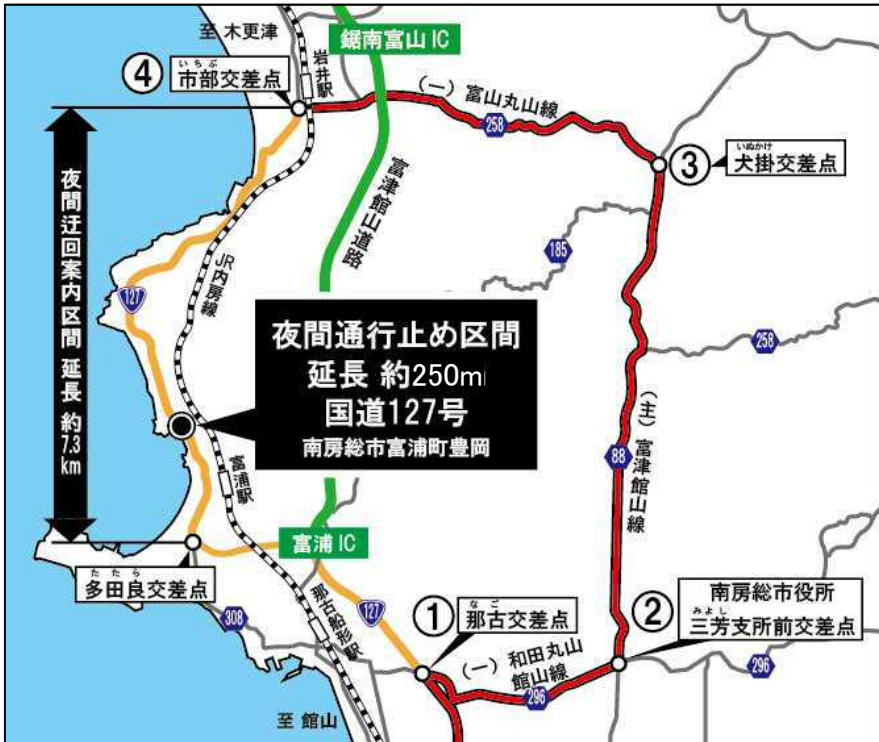 至 木更津
鋸南富山 IC
岩井駅
④
いちぶ
市部交差点
(一) 富山丸山線
258
③
いぬかけ
犬掛交差点
夜間迂回案内区間 延長 約7.3km
富津館山道路
185
JR内房線
127
258
夜間通行止め区間
延長 約250m
国道127号
南房総市富浦町豊岡
(主) 富津館山線
88
富浦駅
富浦 IC
たたら
多田良交差点
308
那古船形駅
127
①
なご
那古交差点
②
南房総市役所
みよし
三芳支所前交差点
(一) 和田丸山
館山線
296
296
至 館山